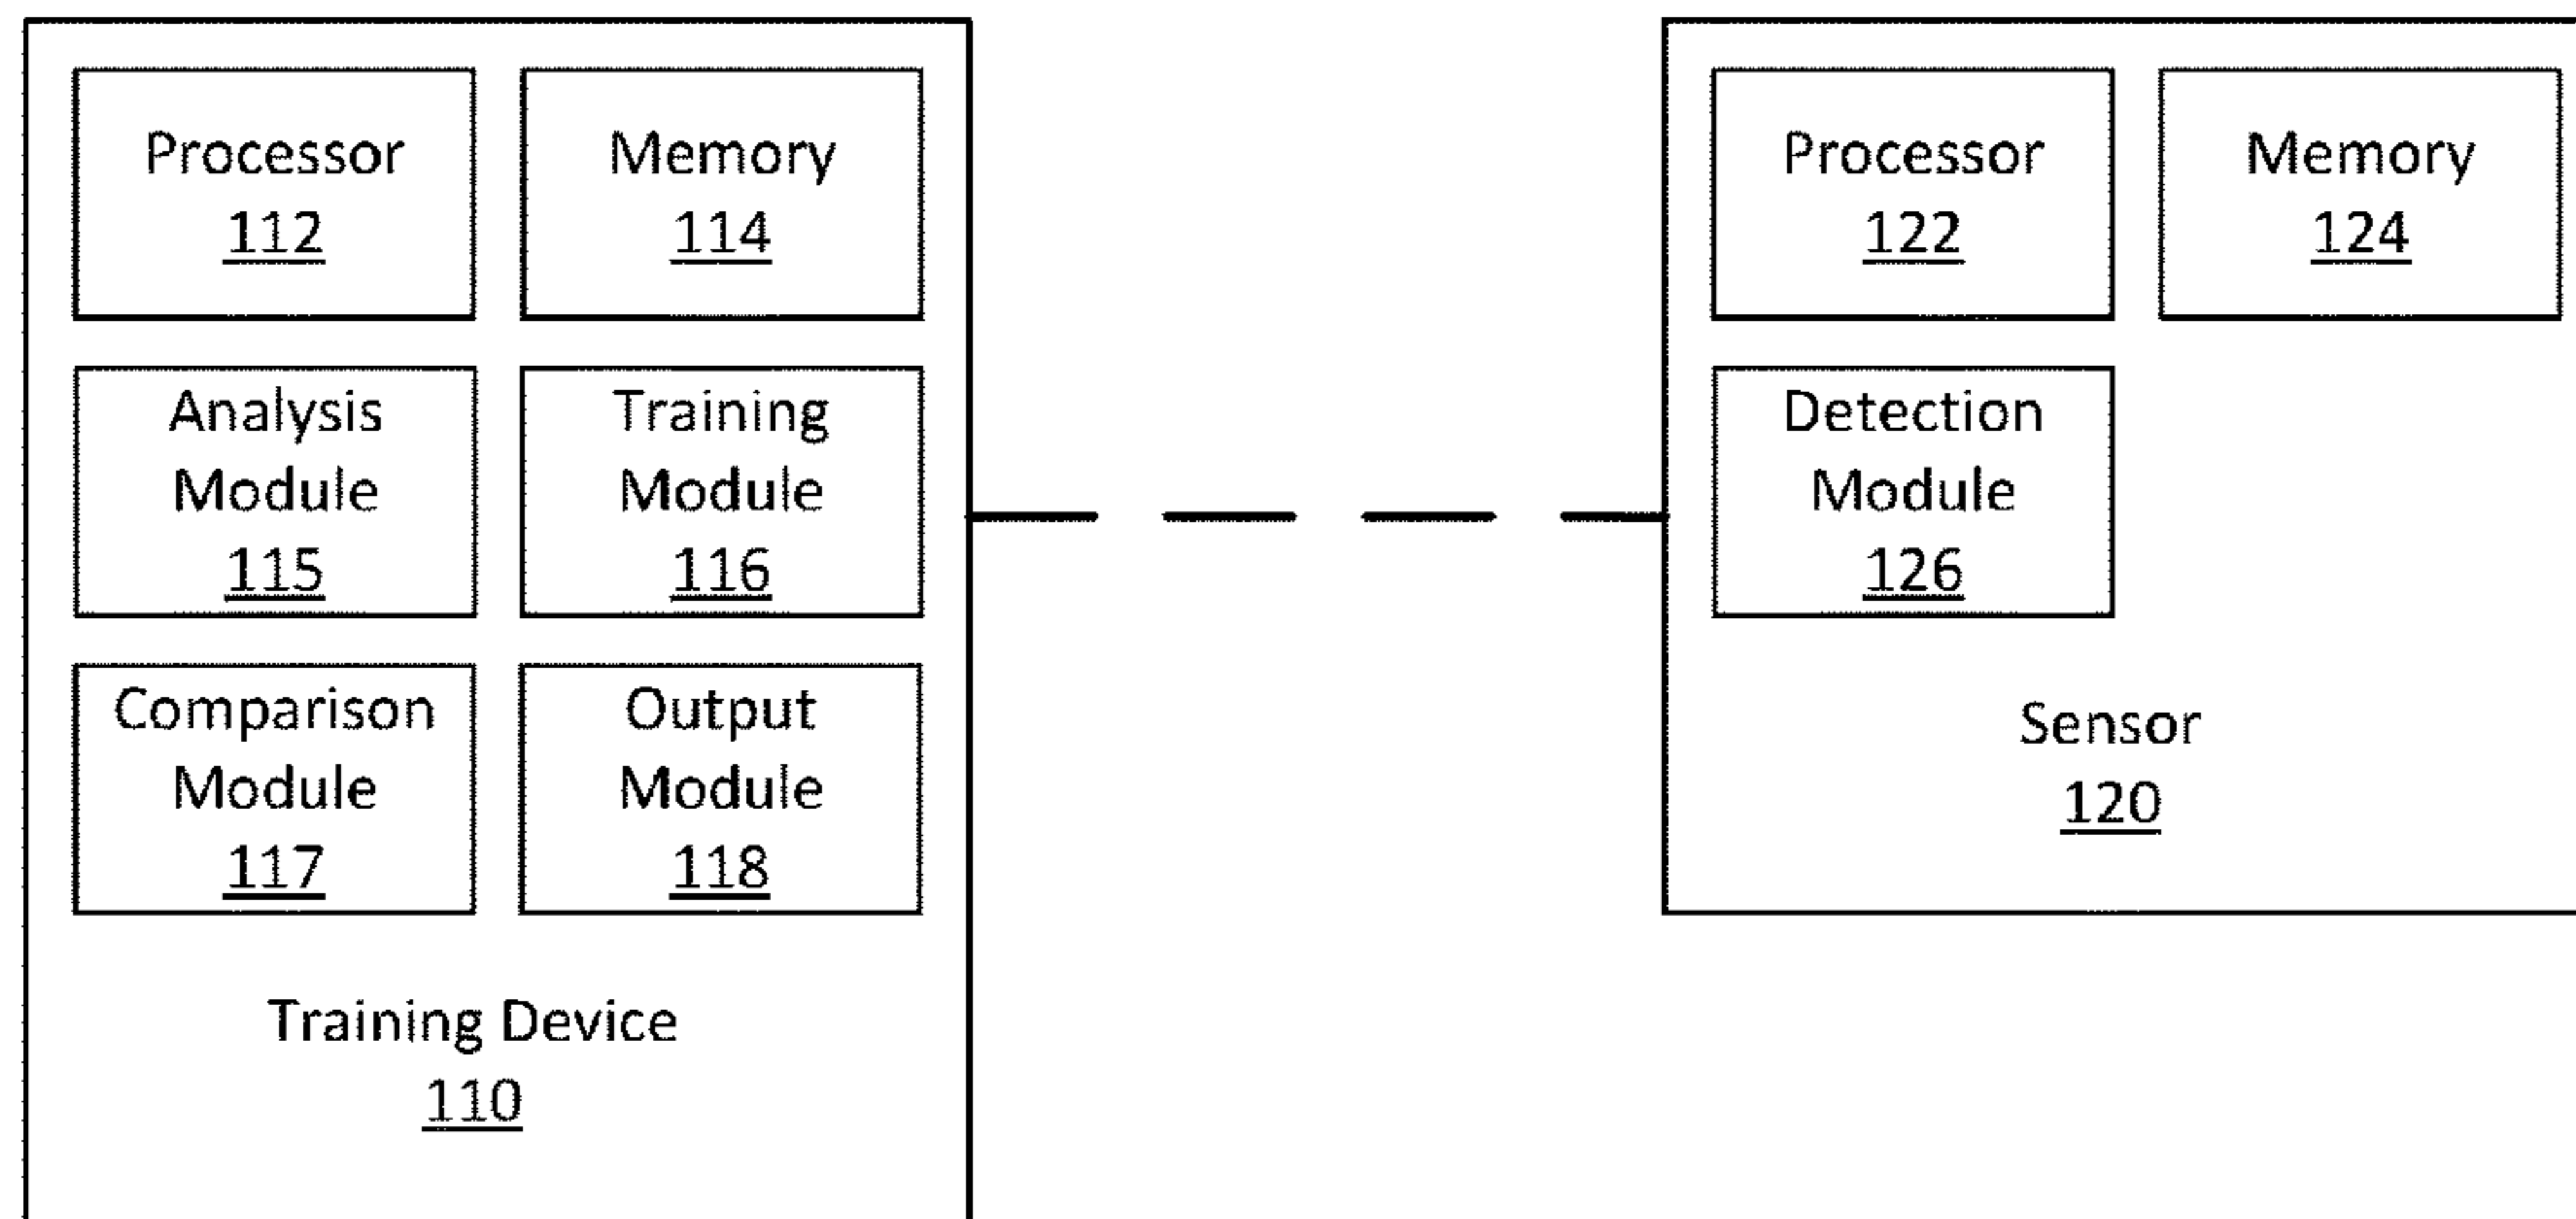 Processor
112
Memory
114
Analysis
Module
115
Training
Module
116
Comparison
Module
117
Output
Module
118
Training Device
110
Processor
122
Memory
124
Detection
Module
126
Sensor
120